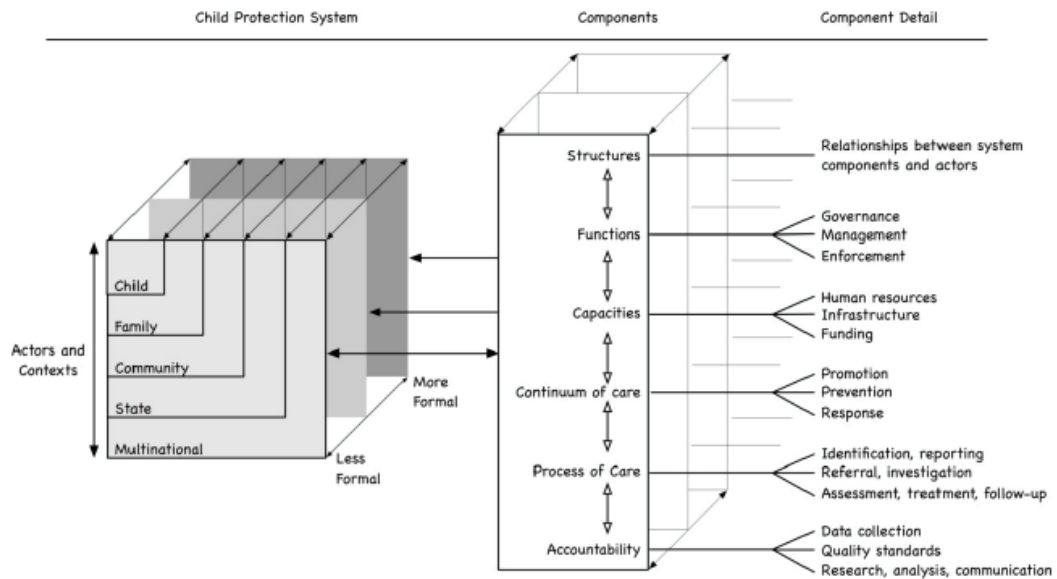 Child Protection System
Components
Component Detail
Actors and
Contexts
Child
Family
Community
State
Multinational
More
Formal
Less
Formal
Structures
Functions
Capacities
Continuum of care
Process of Care
Accountability
Relationships between system
components and actors
Governance
Management
Enforcement
Human resources
Infrastructure
Funding
Promotion
Prevention
Response
Identification, reporting
Referral, investigation
Assessment, treatment, follow-up
Data collection
Quality standards
Research, analysis, communication